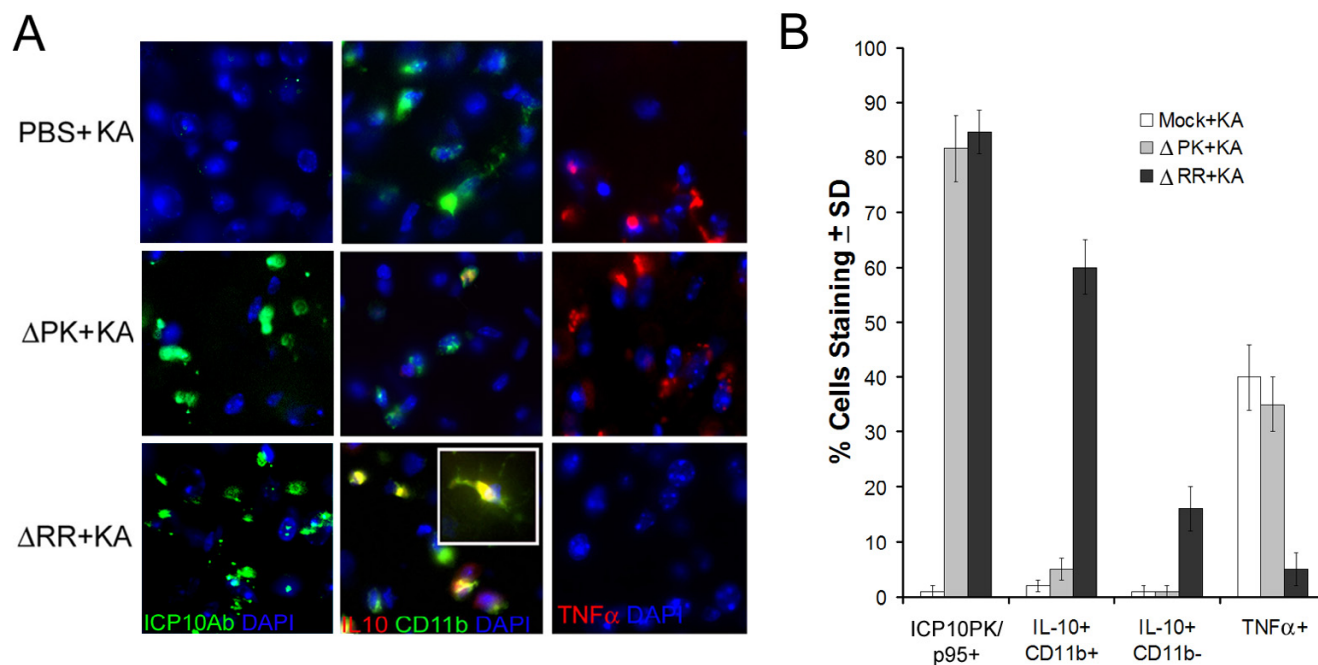 A
PBS+KA
ΔPK+KA
ΔRR+KA
ICP10Ab DAPI
IL10 CD11b DAPI
TNFα DAPI
B
% Cells Staining ± SD
100
90
80
70
60
50
40
30
20
10
0
Mock+KA
Δ PK+KA
Δ RR+KA
ICP10PK/
p95+
IL-10+
CD11b+
IL-10+
CD11b-
TNFα+